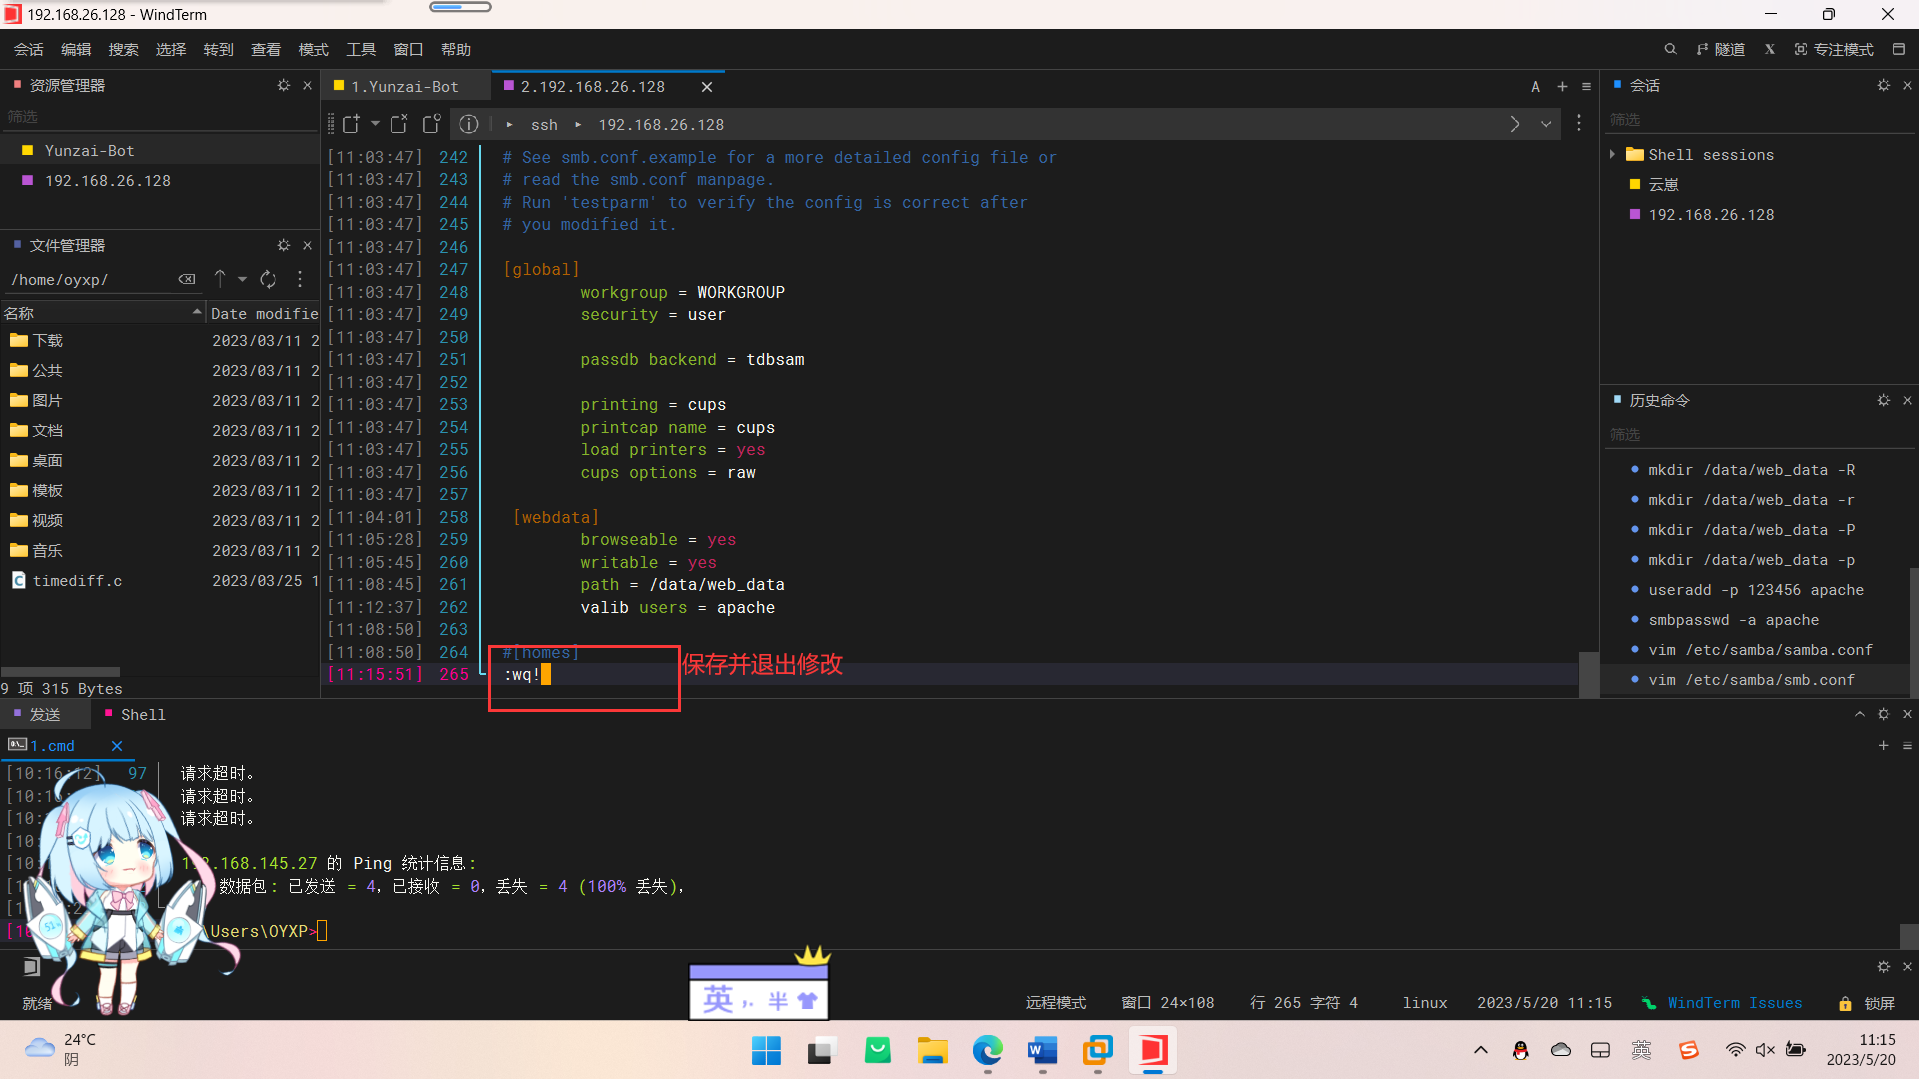 192.168.26.128 - WindTerm
会话 编辑 搜索 选择 转到 查看 模式 工具 窗口 帮助
隧道 X 专注模式
资源管理器
筛选
Yunzai-Bot
192.168.26.128
文件管理器
/home/oyxp/
名称 Date modifie
下载 2023/03/11 2
公共 2023/03/11 2
图片 2023/03/11 2
文档 2023/03/11 2
桌面 2023/03/11 2
模板 2023/03/11 2
视频 2023/03/11 2
音乐 2023/03/11 2
timediff.c 2023/03/25 1
9 项 315 Bytes
1.Yunzai-Bot 2.192.168.26.128
A
ssh 192.168.26.128
[11:03:47] 242 # See smb.conf.example for a more detailed config file or
[11:03:47] 243 # read the smb.conf manpage.
[11:03:47] 244 # Run 'testparm' to verify the config is correct after
[11:03:47] 245 # you modified it.
[11:03:47] 246
[11:03:47] 247 [global]
[11:03:47] 248 workgroup = WORKGROUP
[11:03:47] 249 security = user
[11:03:47] 250
[11:03:47] 251 passdb backend = tdbsam
[11:03:47] 252
[11:03:47] 253 printing = cups
[11:03:47] 254 printcap name = cups
[11:03:47] 255 load printers = yes
[11:03:47] 256 cups options = raw
[11:03:47] 257
[11:04:01] 258 [webdata]
[11:05:28] 259 browseable = yes
[11:05:45] 260 writable = yes
[11:08:45] 261 path = /data/web_data
[11:12:37] 262 valib users = apache
[11:08:50] 263
[11:08:50] 264 #[homes]
[11:15:51] 265 :wq!
保存并退出修改
会话
筛选
Shell sessions
云崽
192.168.26.128
历史命令
筛选
mkdir /data/web_data -R
mkdir /data/web_data -r
mkdir /data/web_data -P
mkdir /data/web_data -p
useradd -p 123456 apache
smbpasswd -a apache
vim /etc/samba/samba.conf
vim /etc/samba/smb.conf
发送 Shell
1.cmd
[10:16:12] 97 请求超时。
请求超时。
请求超时。
192.168.145.27 的 Ping 统计信息:
数据包: 已发送 = 4, 已接收 = 0, 丢失 = 4 (100% 丢失),
\Users\OYXP>
英 ,. 半
就绪
远程模式 窗口 24×108 行 265 字符 4 linux 2023/5/20 11:15 WindTerm Issues 锁屏
24°C
阴
英
11:15
2023/5/20